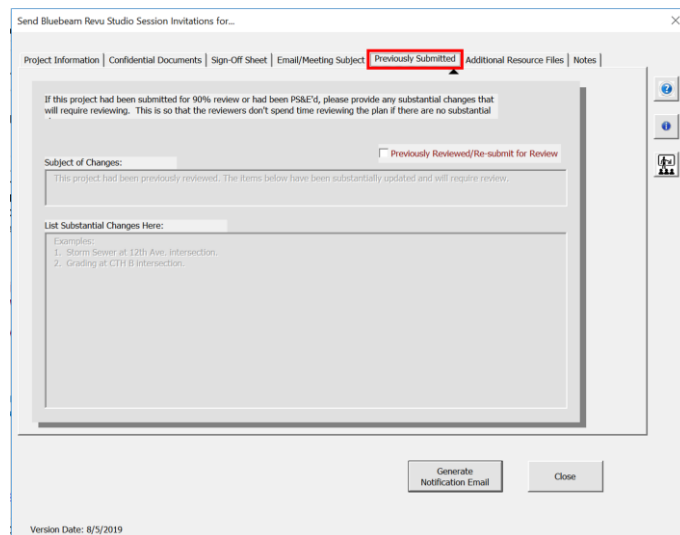 Send Bluebeam Revu Studio Session Invitations for...
Project Information | Confidential Documents | Sign-Off Sheet | Email/Meeting Subject | Previously Submitted | Additional Resource Files | Notes |
If this project had been submitted for 90% review or had been PS&E'd, please provide any substantial changes that
will require reviewing. This is so that the reviewers don't spend time reviewing the plan if there are no substantial
Previously Reviewed/Re-submit for Review
Subject of Changes:
This project had been previously reviewed. The items below have been substantially updated and will require review.
List Substantial Changes Here:
Examples:
1. Storm Sewer at 12th Ave. intersection.
2. Grading at CTH B intersection.
Generate
Notification Email
Close
Version Date: 8/5/2019